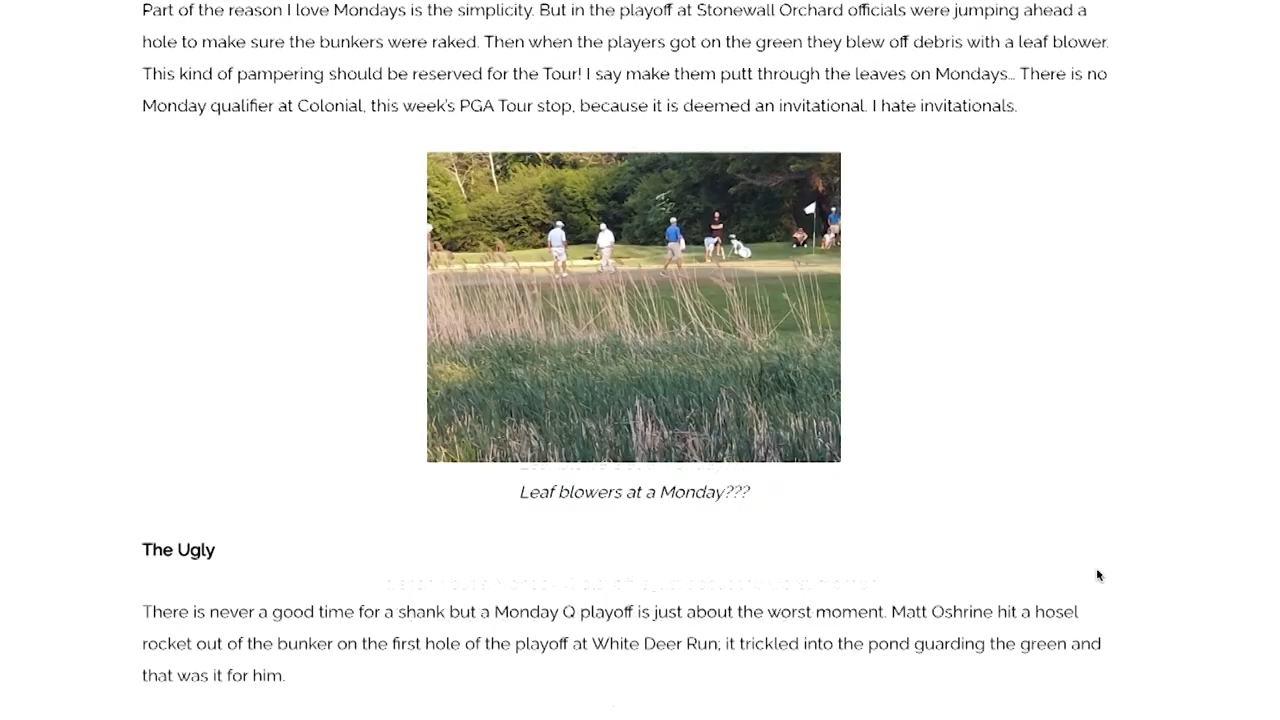 Part of the reason I love Mondays is the simplicity. But in the playoff at Stonewall Orchard officials were jumping ahead a
hole to make sure the bunkers were raked. Then when the players got on the green they blew off debris with a leaf blower.
This kind of pampering should be reserved for the Tour! I say make them putt through the leaves on Mondays... There is no
Monday qualifier at Colonial, this week's PGA Tour stop, because it is deemed an invitational. I hate invitationals.
Leaf blowers at a Monday???
The Ugly
There is never a good time for a shank but a Monday Q playoff is just about the worst moment. Matt Oshrine hit a hosel
rocket out of the bunker on the first hole of the playoff at White Deer Run; it trickled into the pond guarding the green and
that was it for him.